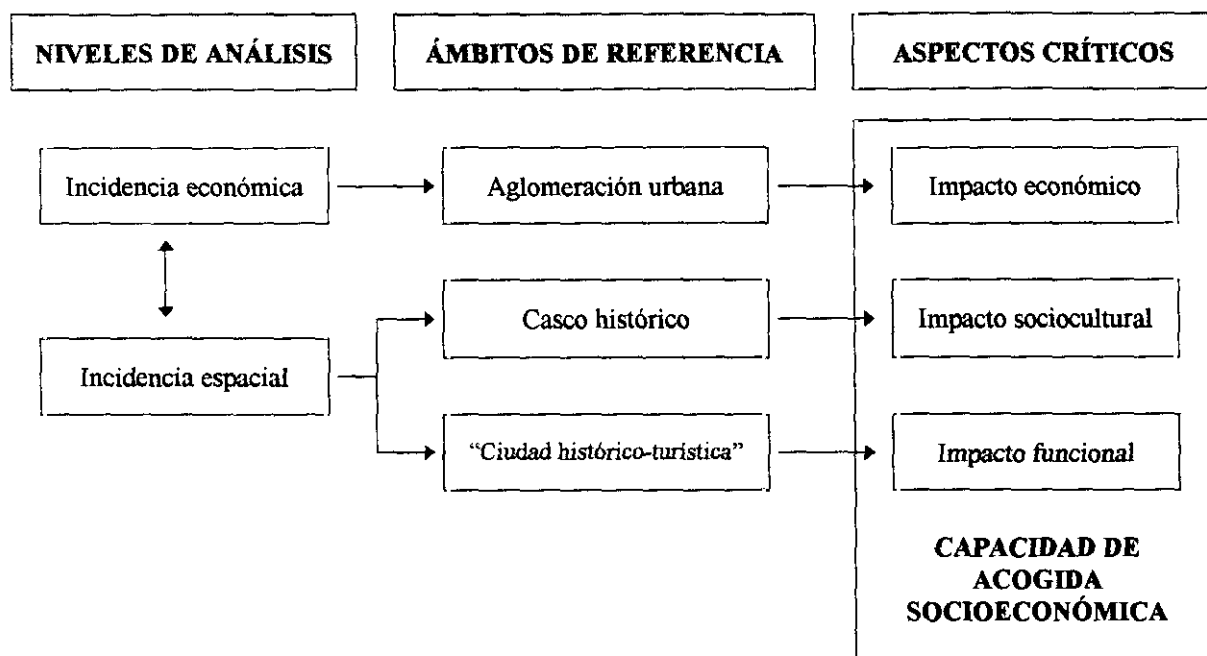 NIVELES DE ANÁLISIS
ÁMBITOS DE REFERENCIA
ASPECTOS CRÍTICOS
Incidencia económica
Aglomeración urbana
Impacto económico
Casco histórico
Impacto sociocultural
Incidencia espacial
“Ciudad histórico-turística”
Impacto funcional
CAPACIDAD DE
ACOGIDA
SOCIOECONÓMICA